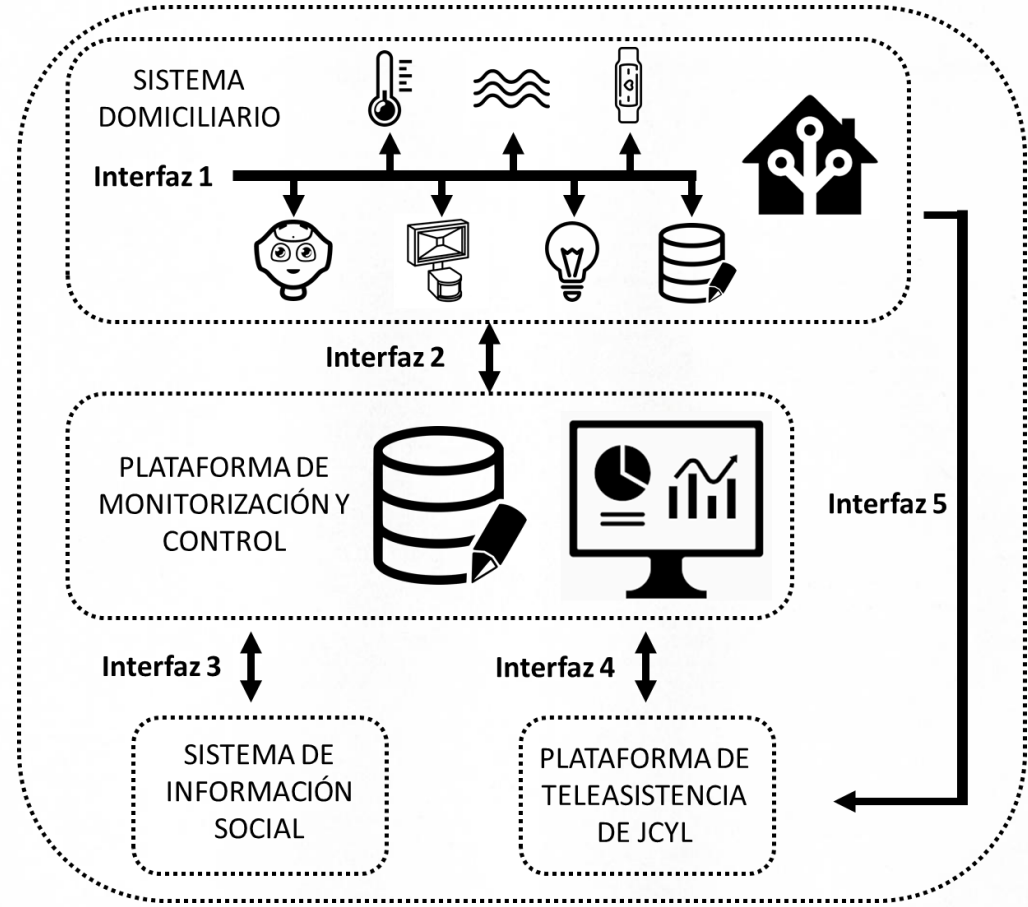 SISTEMA
DOMICILIARIO
Interfaz 1
Interfaz 2
PLATAFORMA DE
MONITORIZACIÓN Y
CONTROL
Interfaz 5
Interfaz 3
Interfaz 4
SISTEMA DE
INFORMACIÓN
SOCIAL
PLATAFORMA DE
TELEASISTENCIA
DE JCYL